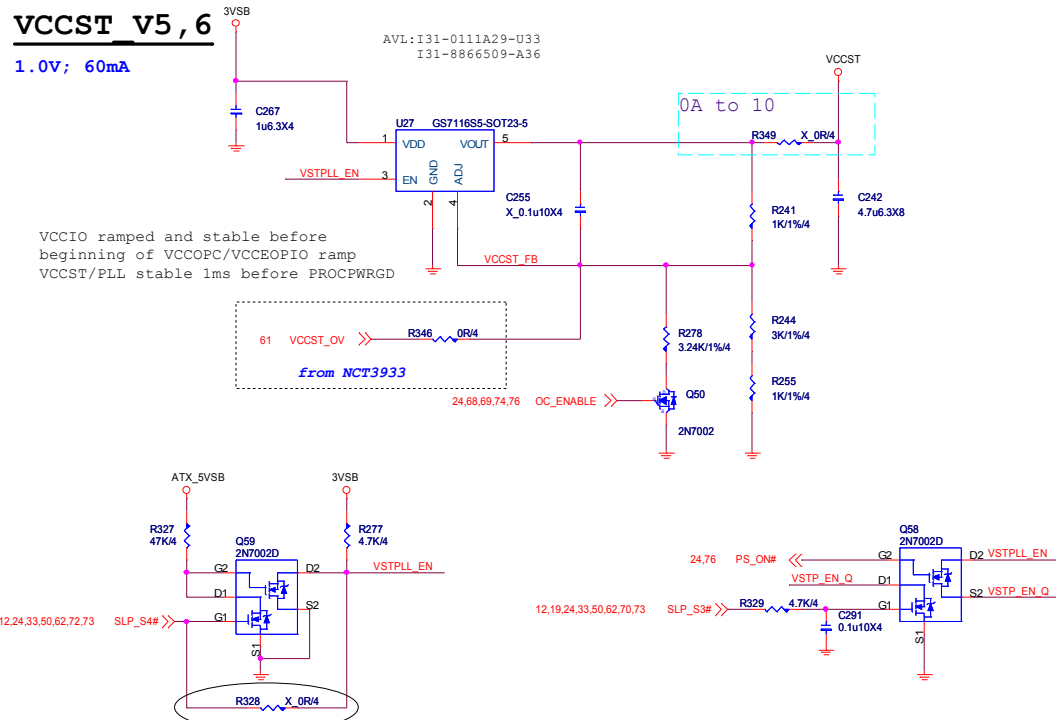 VCCST_V5,6
1.0V; 60mA
3VSB
AVL:I31-0111A29-U33
I31-8866509-A36
VCCST
0A to 10
C267
1u6.3X4
U27 GS7116S5-SOT23-5
R349 X_0R/4
1 VDD VOUT 5
VSTPLL_EN 3 EN GND ADJ
2 4
C255
X_0.1u10X4
R241
1K/1%/4
C242
4.7u6.3X8
VCCIO ramped and stable before
beginning of VCCOPC/VCCEOPIO ramp
VCCST/PLL stable 1ms before PROCPWRGD
VCCST_FB
61 VCCST_OV R346 0R/4
from NCT3933
R278
3.24K/1%/4
R244
3K/1%/4
R255
1K/1%/4
24,68,69,74,76 OC_ENABLE
Q50
2N7002
ATX_5VSB
3VSB
R327
47K/4
Q59
2N7002D
R277
4.7K/4
G2 D2 VSTPLL_EN
D1 S2
12,24,33,50,62,72,73 SLP_S4# G1
S1
R328 X_0R/4
Q58
2N7002D
24,76 PS_ON# G2 D2 VSTPLL_EN
VSTP_EN_Q D1 S2 VSTP_EN_Q
12,19,24,33,50,62,70,73 SLP_S3# R329 4.7K/4 G1
C291
0.1u10X4
S1